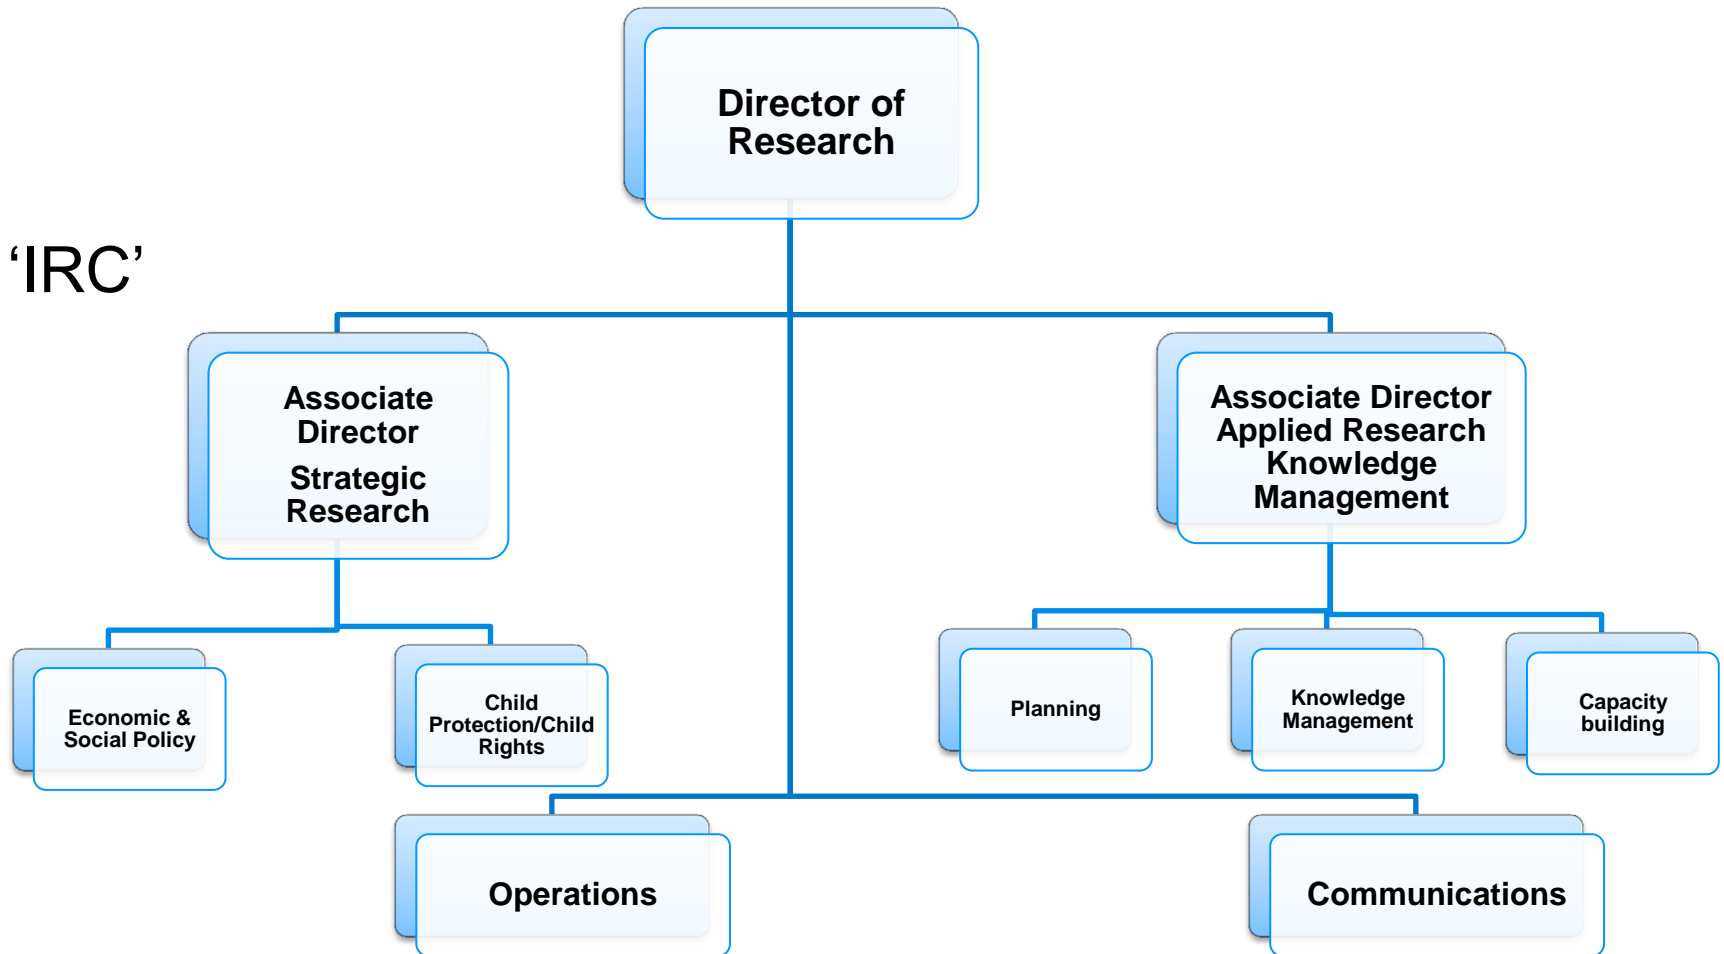 Director of
Research
‘IRC’
Associate
Director
Strategic
Research
Associate Director
Applied Research
Knowledge
Management
Economic &
Social Policy
Child
Protection/Child
Rights
Planning
Knowledge
Management
Capacity
building
Operations
Communications